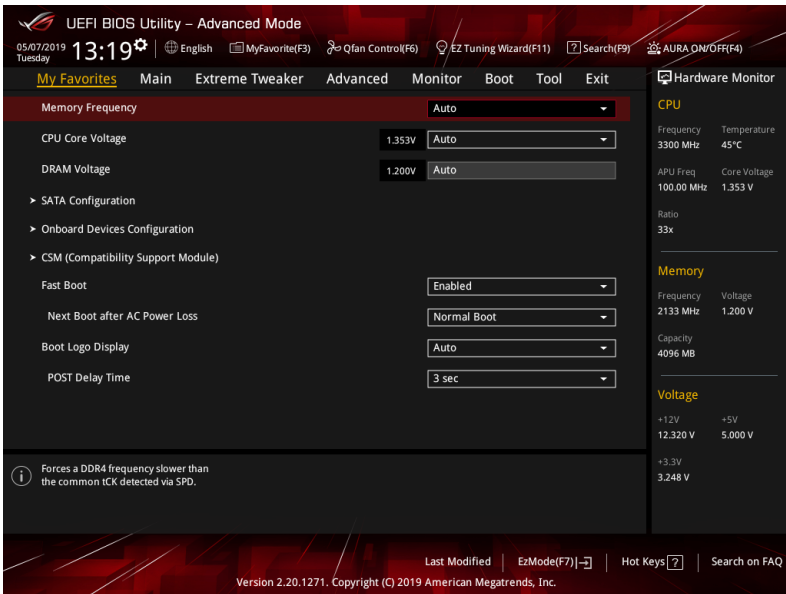 UEFI BIOS Utility – Advanced Mode
05/07/2019 Tuesday 13:19 English MyFavorite(F3) Qfan Control(F6) EZ Tuning Wizard(F11) ? Search(F9) AURA ON/OFF(F4)
My Favorites Main Extreme Tweaker Advanced Monitor Boot Tool Exit
Memory Frequency Auto
CPU Core Voltage 1.353V Auto
DRAM Voltage 1.200V Auto
SATA Configuration
Onboard Devices Configuration
CSM (Compatibility Support Module)
Fast Boot Enabled
Next Boot after AC Power Loss Normal Boot
Boot Logo Display Auto
POST Delay Time 3 sec
Forces a DDR4 frequency slower than
the common tCK detected via SPD.
Hardware Monitor
CPU
Frequency Temperature
3300 MHz 45°C
APU Freq Core Voltage
100.00 MHz 1.353 V
Ratio
33x
Memory
Frequency Voltage
2133 MHz 1.200 V
Capacity
4096 MB
Voltage
+12V +5V
12.320 V 5.000 V
+3.3V
3.248 V
Last Modified EzMode(F7) Hot Keys ? Search on FAQ
Version 2.20.1271. Copyright (C) 2019 American Megatrends, Inc.